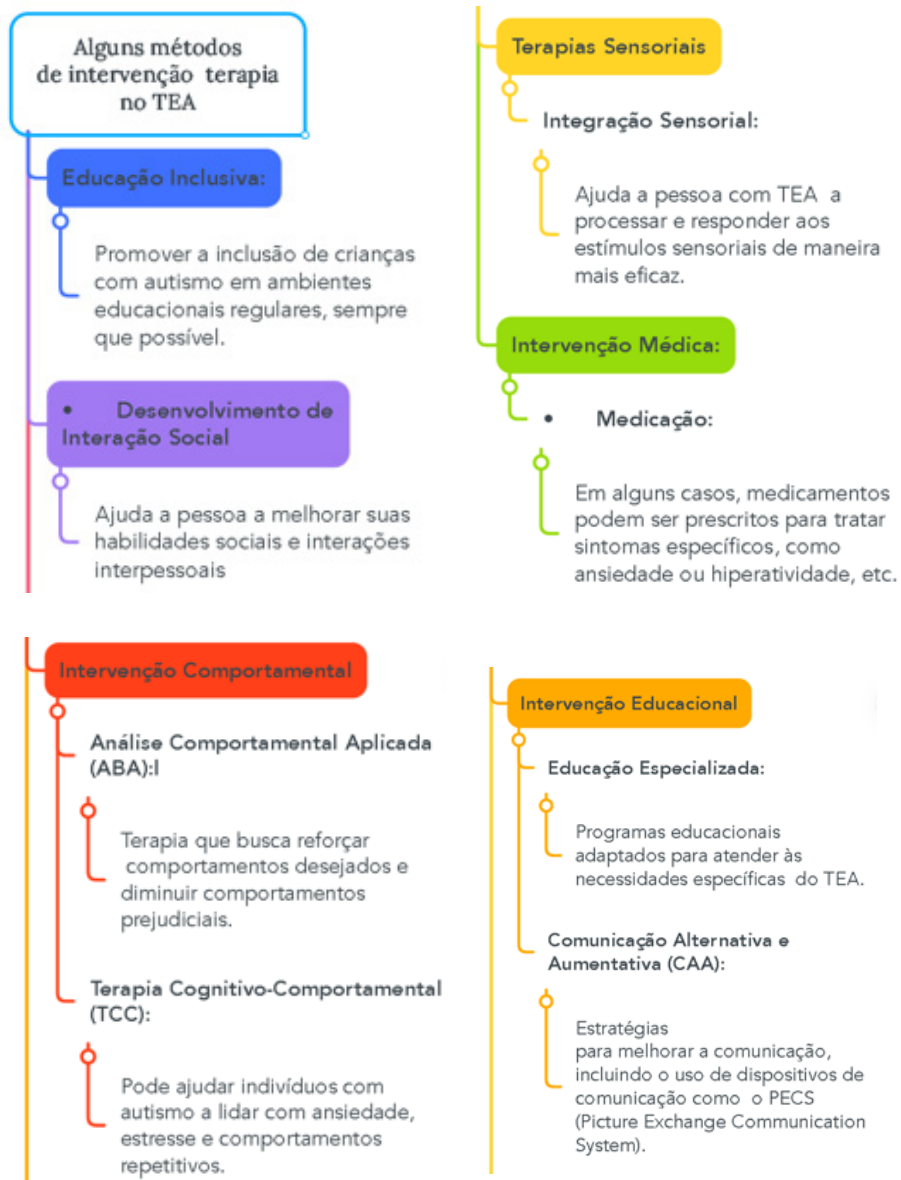 Alguns métodos
de intervenção terapia
no TEA
Educação Inclusiva:
Promover a inclusão de crianças
com autismo em ambientes
educacionais regulares, sempre
que possível.
• Desenvolvimento de
Interação Social
Ajuda a pessoa a melhorar suas
habilidades sociais e interações
interpessoais
Terapias Sensoriais
Integração Sensorial:
Ajuda a pessoa com TEA a
processar e responder aos
estímulos sensoriais de maneira
mais eficaz.
Intervenção Médica:
• Medicação:
Em alguns casos, medicamentos
podem ser prescritos para tratar
sintomas específicos, como
ansiedade ou hiperatividade, etc.
Intervenção Comportamental
Análise Comportamental Aplicada
(ABA):l
Terapia que busca reforçar
comportamentos desejados e
diminuir comportamentos
prejudiciais.
Terapia Cognitivo-Comportamental
(TCC):
Pode ajudar indivíduos com
autismo a lidar com ansiedade,
estresse e comportamentos
repetitivos.
Intervenção Educacional
Educação Especializada:
Programas educacionais
adaptados para atender às
necessidades específicas do TEA.
Comunicação Alternativa e
Aumentativa (CAA):
Estratégias
para melhorar a comunicação,
incluindo o uso de dispositivos de
comunicação como o PECS
(Picture Exchange Communication
System).